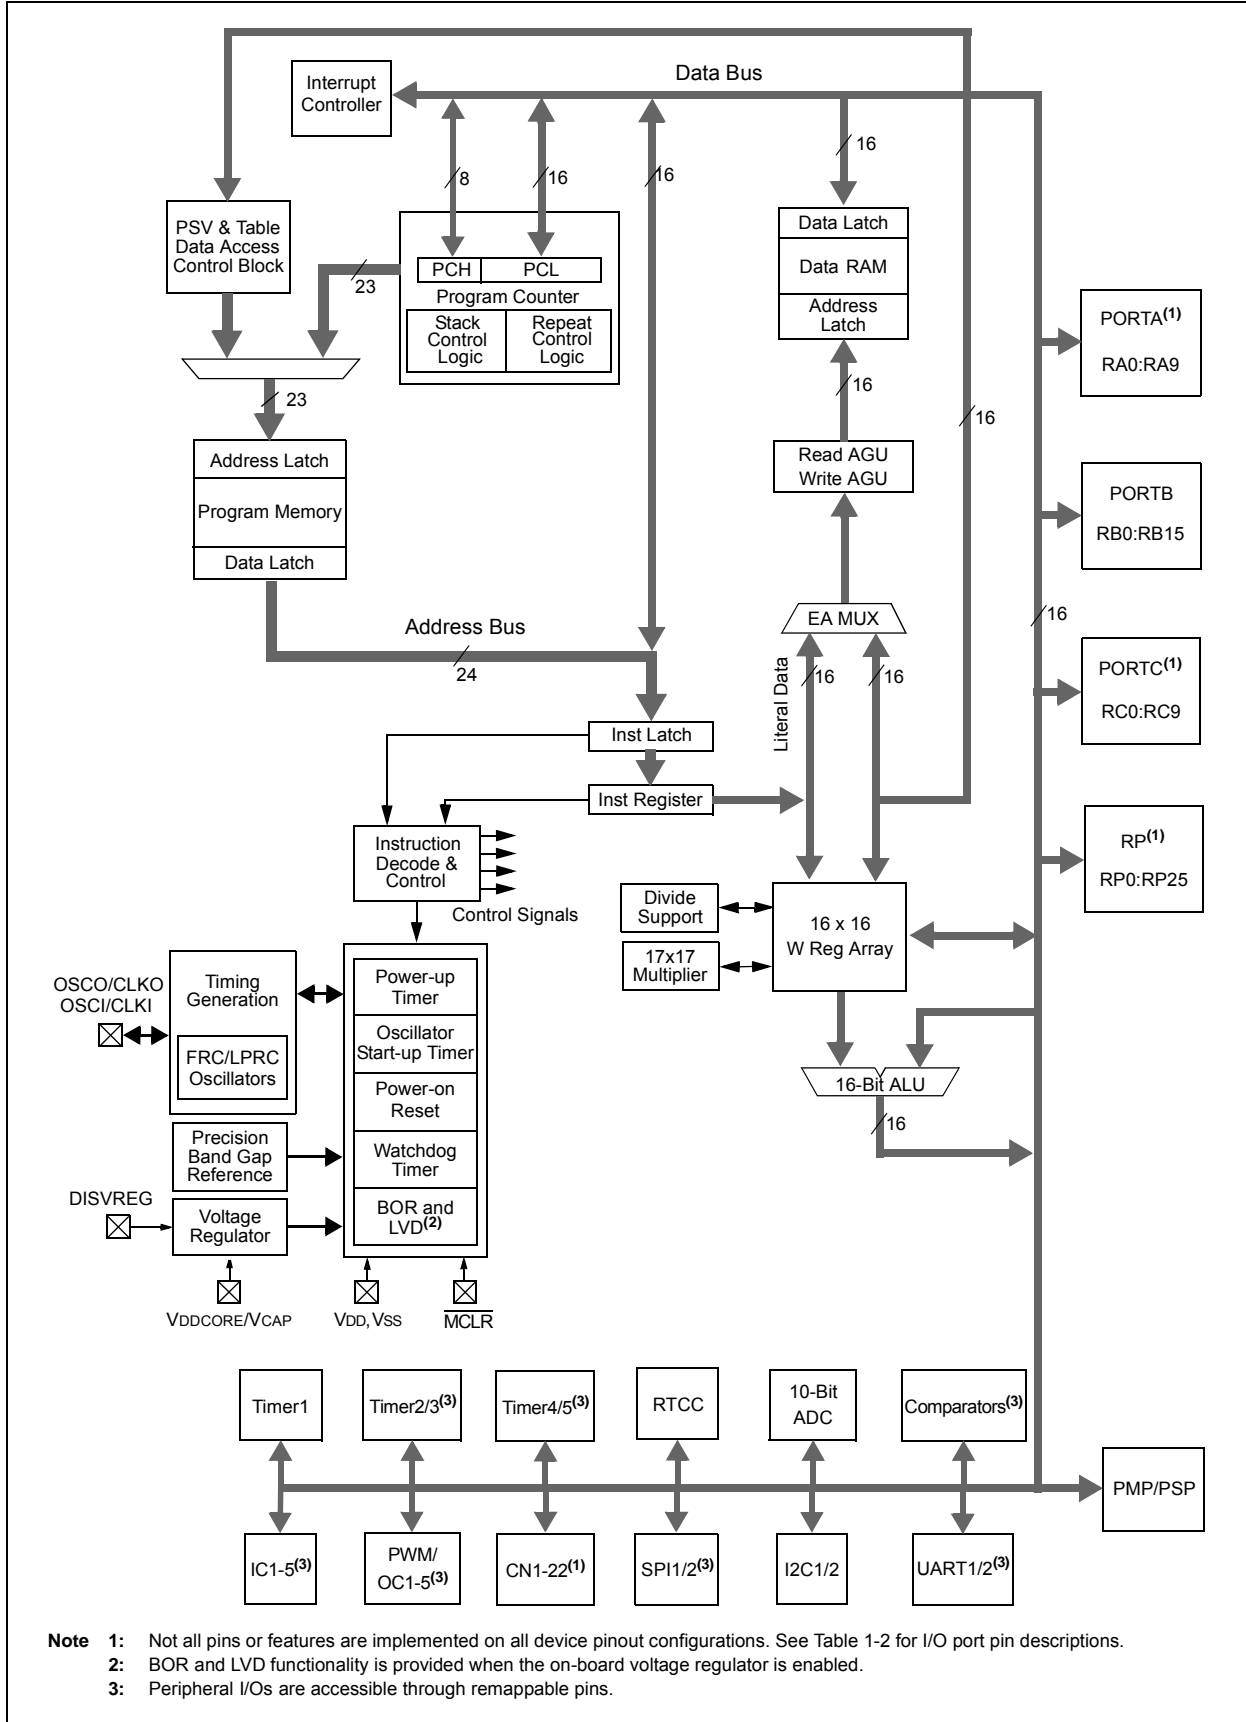 Data Bus
Interrupt
Controller
8
16
16
16
PSV & Table
Data Access
Control Block
23
PCH
PCL
Program Counter
Stack
Control
Logic
Repeat
Control
Logic
Data Latch
Data RAM
Address
Latch
PORTA(1)
RA0:RA9
23
16
16
Address Latch
Program Memory
Data Latch
Read AGU
Write AGU
PORTB
RB0:RB15
Address Bus
24
EA MUX
16
Literal Data
16
16
PORTC(1)
RC0:RC9
Inst Latch
Inst Register
Instruction
Decode &
Control
Control Signals
RP(1)
RP0:RP25
Divide
Support
16 x 16
W Reg Array
17x17
Multiplier
OSCO/CLKO
OSCI/CLKI
Timing
Generation
FRC/LPRC
Oscillators
Power-up
Timer
Oscillator
Start-up Timer
Power-on
Reset
Watchdog
Timer
BOR and
LVD(2)
16-Bit ALU
16
Precision
Band Gap
Reference
DISVREG
Voltage
Regulator
VDDCORE/VCAP
VDD, VSS
MCLR
Timer1
Timer2/3(3)
Timer4/5(3)
RTCC
10-Bit
ADC
Comparators(3)
PMP/PSP
IC1-5(3)
PWM/
OC1-5(3)
CN1-22(1)
SPI1/2(3)
I2C1/2
UART1/2(3)
Note 1: Not all pins or features are implemented on all device pinout configurations. See Table 1-2 for I/O port pin descriptions.
2: BOR and LVD functionality is provided when the on-board voltage regulator is enabled.
3: Peripheral I/Os are accessible through remappable pins.